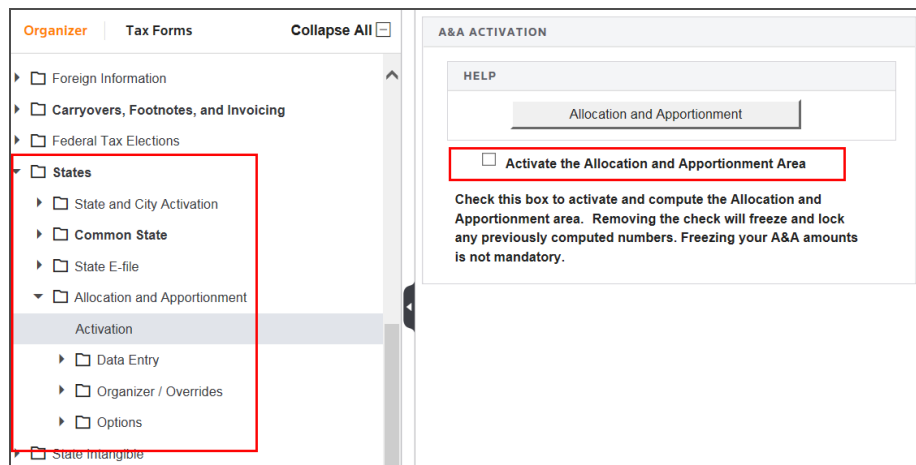 Organizer
Tax Forms
Collapse All
Foreign Information
Carryovers, Footnotes, and Invoicing
Federal Tax Elections
States
State and City Activation
Common State
State E-file
Allocation and Apportionment
Activation
Data Entry
Organizer / Overrides
Options
State Intangible
A&A ACTIVATION
HELP
Allocation and Apportionment
Activate the Allocation and Apportionment Area
Check this box to activate and compute the Allocation and
Apportionment area. Removing the check will freeze and lock
any previously computed numbers. Freezing your A&A amounts
is not mandatory.